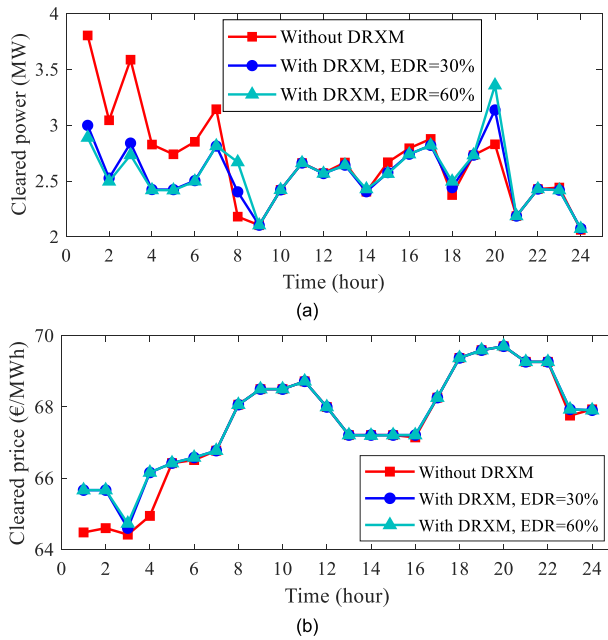 4
3.5
3
2.5
2
Cleared power (MW)
Without DRXM
With DRXM, EDR=30%
With DRXM, EDR=60%
0 2 4 6 8 10 12 14 16 18 20 22 24
Time (hour)
(a)
70
68
66
64
Cleared price (€/MWh)
Without DRXM
With DRXM, EDR=30%
With DRXM, EDR=60%
0 2 4 6 8 10 12 14 16 18 20 22 24
Time (hour)
(b)